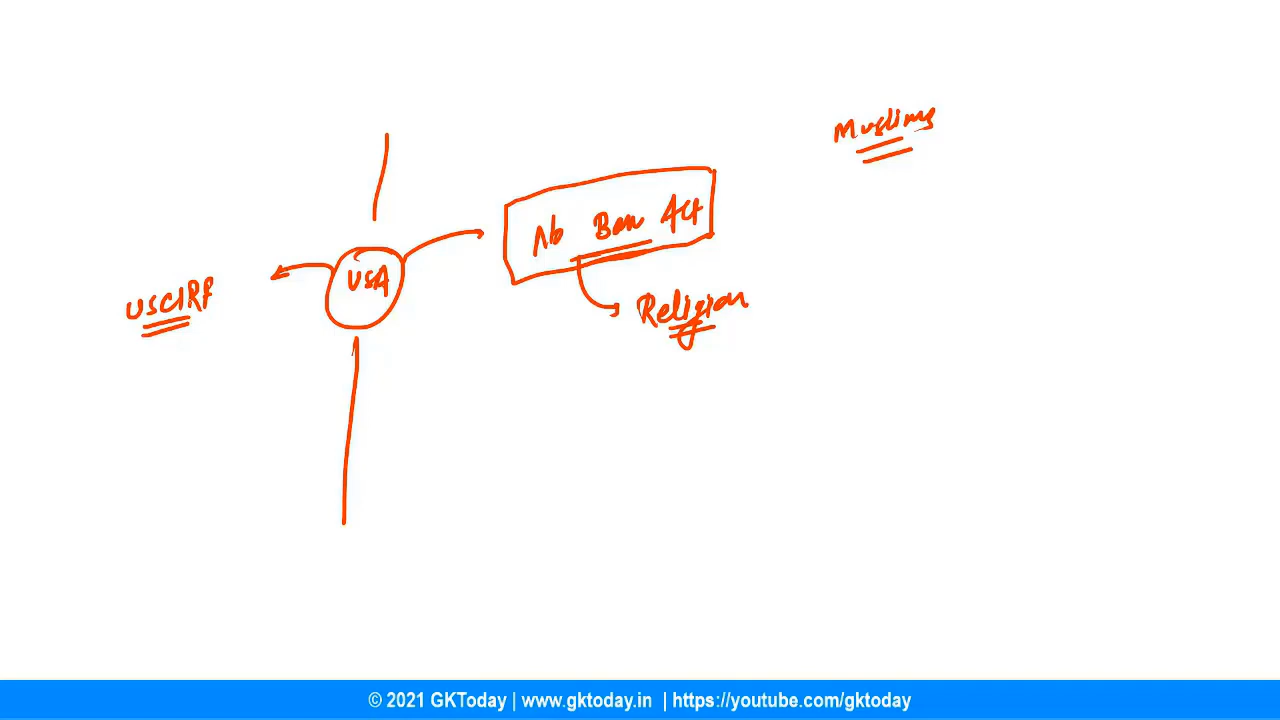 Muslims
No Ban Act
USA
USCIRF
Religion
© 2021 GKToday | www.gktoday.in | https://youtube.com/gktoday